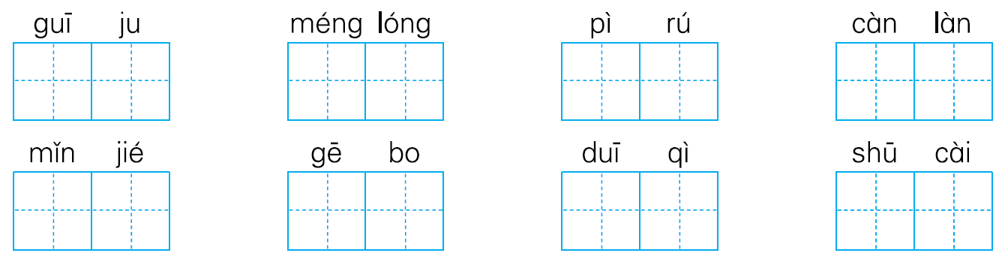 guī ju méng lóng pì rú càn làn
mǐn jié gē bo duī qì shū cài